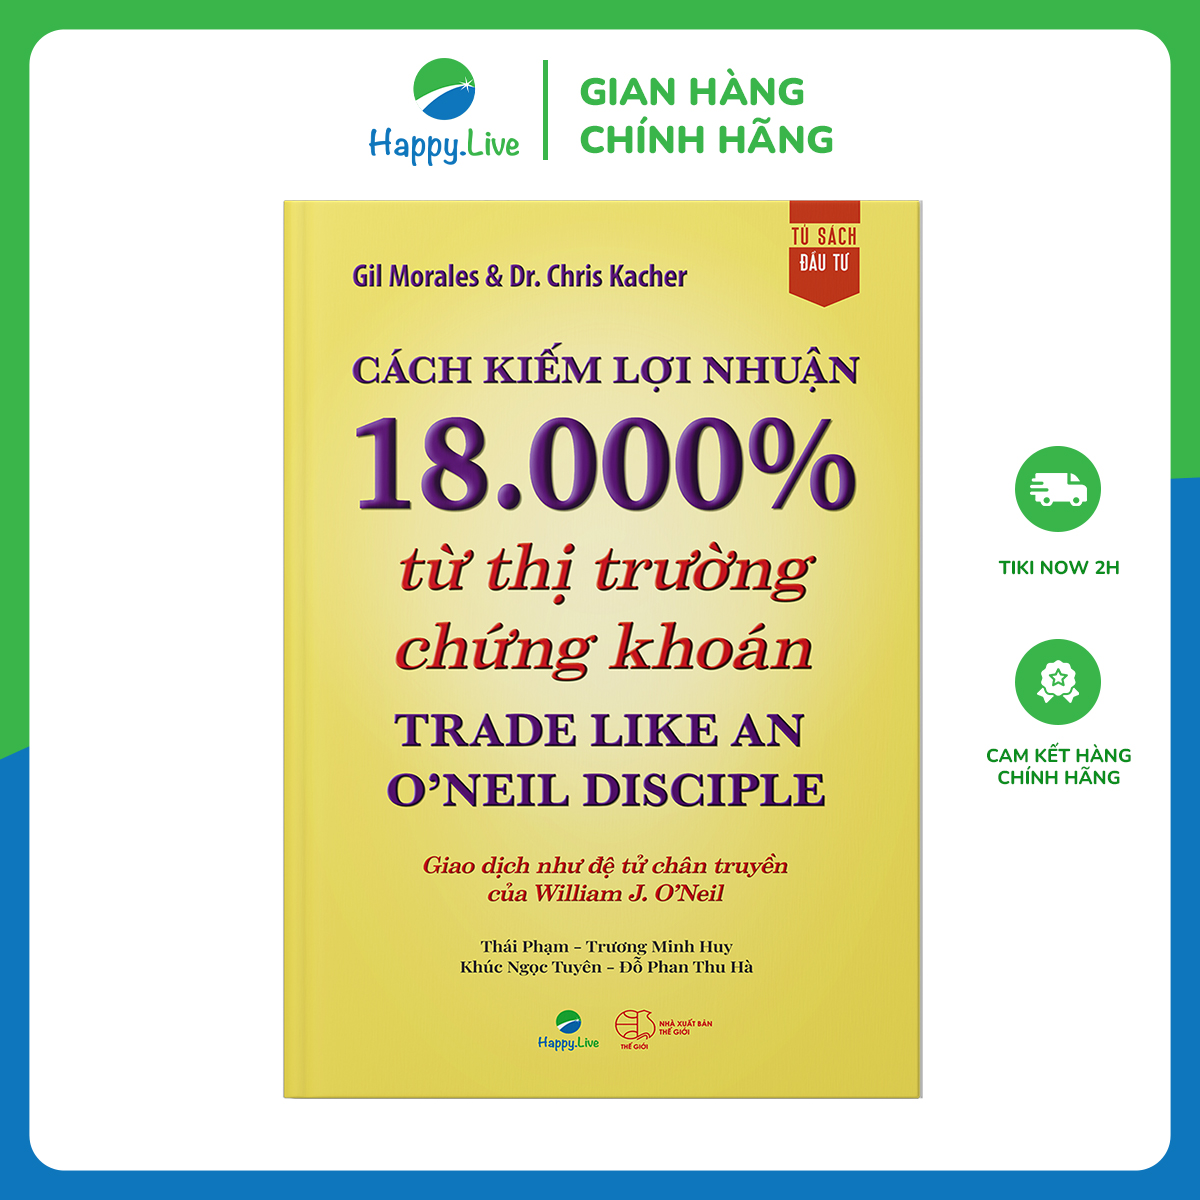 Happy.Live
GIAN HÀNG
CHÍNH HÃNG
TỦ SÁCH
ĐẦU TƯ
Gil Morales & Dr. Chris Kacher
CÁCH KIẾM LỢI NHUẬN
18.000%
từ thị trường
chứng khoán
TRADE LIKE AN
O’NEIL DISCIPLE
Giao dịch như đệ tử chân truyền
của William J. O’Neil
Thái Phạm - Trương Minh Huy
Khúc Ngọc Tuyên - Đỗ Phan Thu Hà
Happy.Live
THẾ GIỚI
NHÀ XUẤT BẢN
THẾ GIỚI
TIKI NOW 2H
CAM KẾT HÀNG
CHÍNH HÃNG